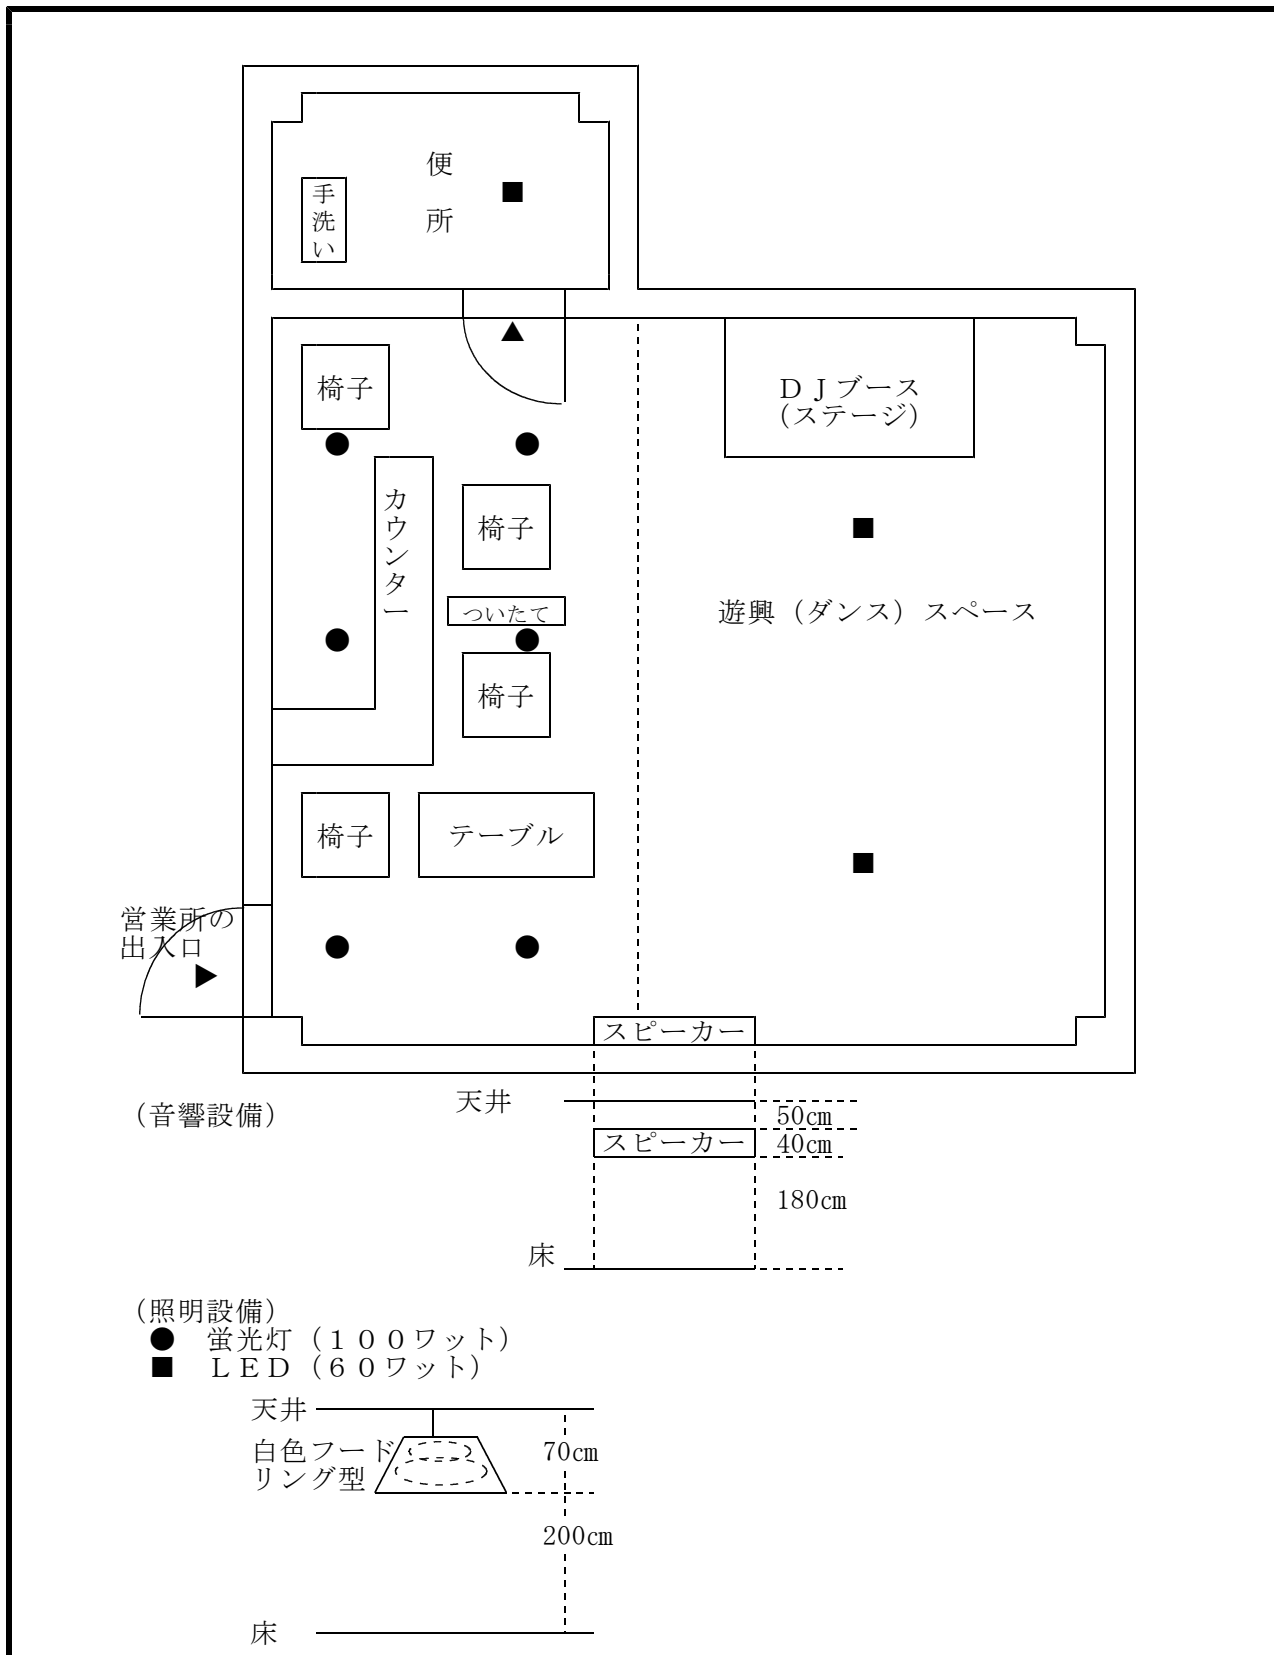 便
所
手洗い
椅子
ＤＪブース
（ステージ）
カウンター
椅子
ついたて
遊興（ダンス）スペース
椅子
椅子
テーブル
営業所の
出入口
スピーカー
（音響設備）
天井
50cm
スピーカー
40cm
180cm
床
（照明設備）
● 蛍光灯（１００ワット）
■ ＬＥＤ（６０ワット）
天井
白色フード
70cm
リング型
200cm
床